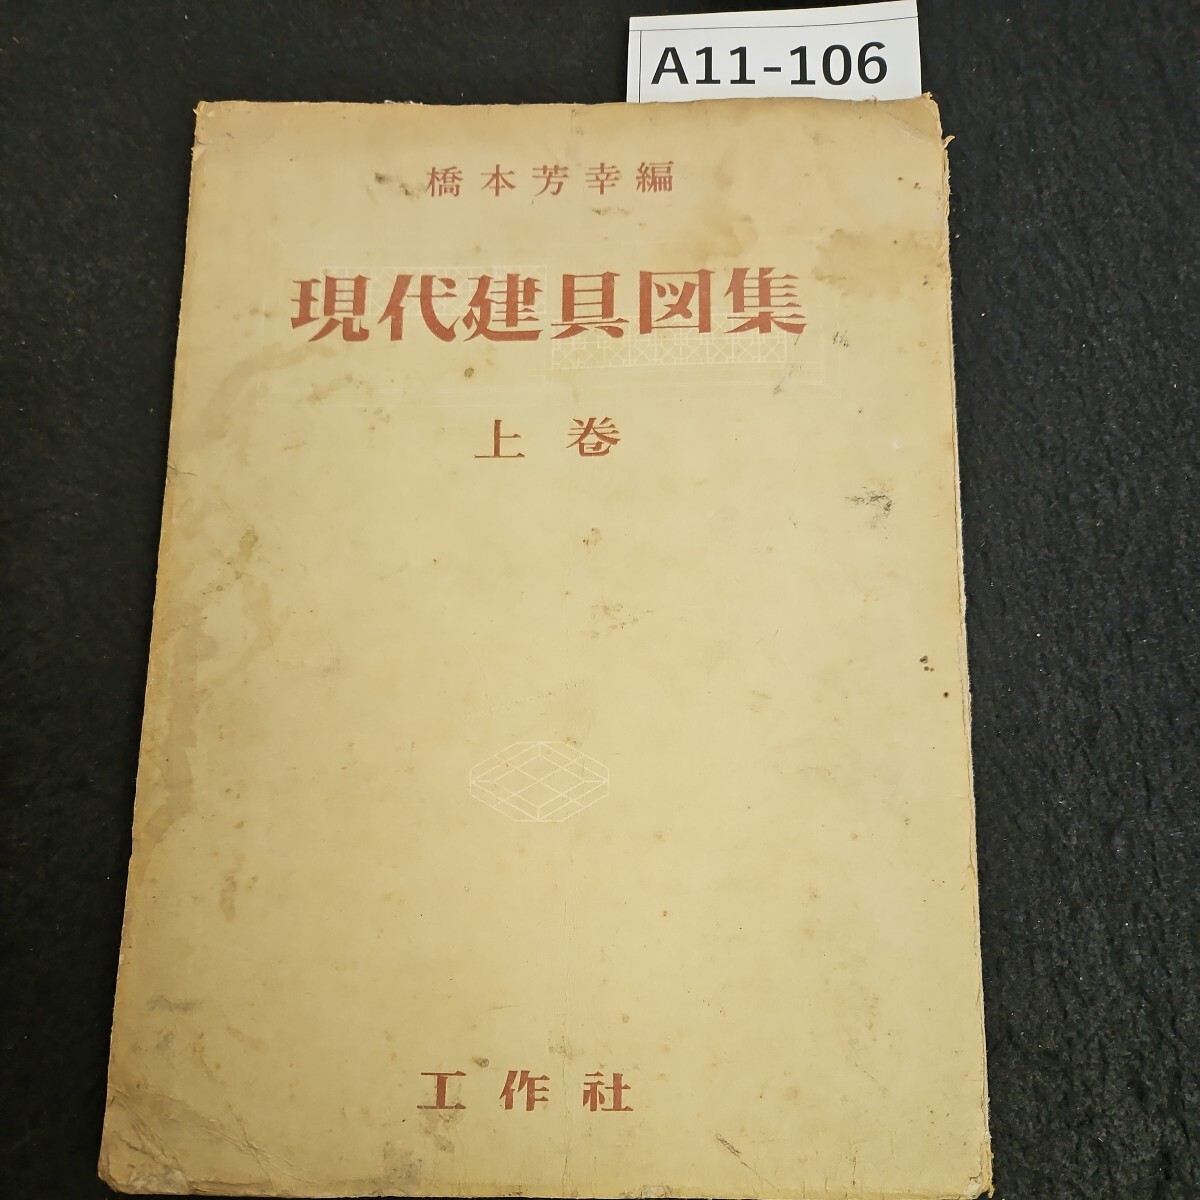 A11-106
橋本芳幸編
現代建具図集
上巻
工作社